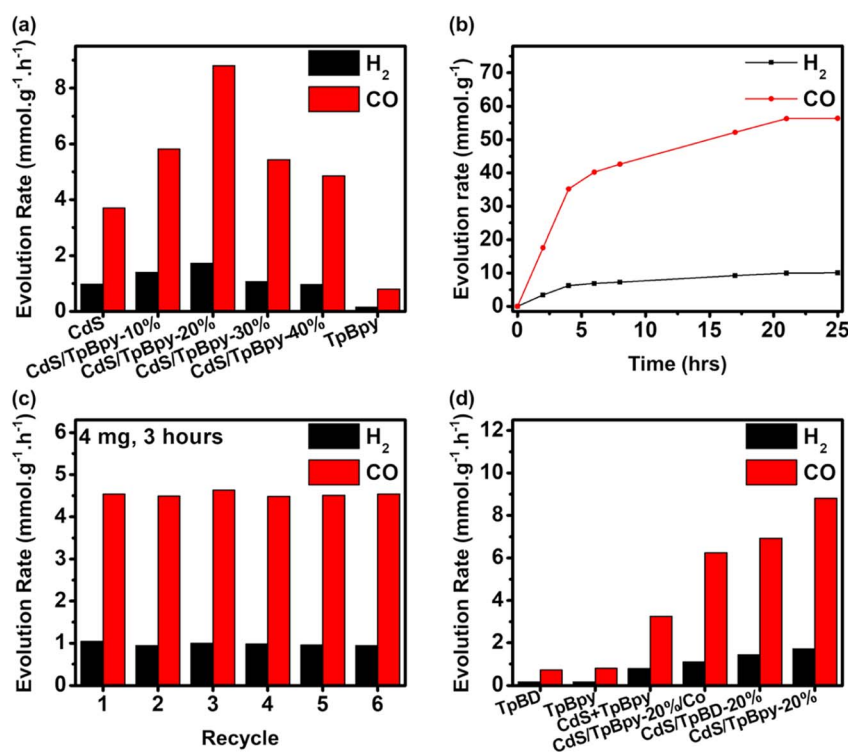 (a)
H₂
CO
Evolution Rate (mmol.g⁻¹.h⁻¹)
8
6
4
2
0
CdS
CdS/TpBpy-10%
CdS/TpBpy-20%
CdS/TpBpy-30%
CdS/TpBpy-40%
TpBpy
(b)
H₂
CO
Evolution rate (mmol.g⁻¹)
70
60
50
40
30
20
10
0
0 5 10 15 20 25
Time (hrs)
(c)
4 mg, 3 hours
H₂
CO
Evolution Rate (mmol.g⁻¹.h⁻¹)
6
5
4
3
2
1
0
1 2 3 4 5 6
Recycle
(d)
H₂
CO
Evolution Rate (mmol.g⁻¹.h⁻¹)
12
10
8
6
4
2
0
TpBD
TpBpy
CdS+TpBpy
CdS/TpBpy-20%/Co
CdS/TpBD-20%
CdS/TpBpy-20%